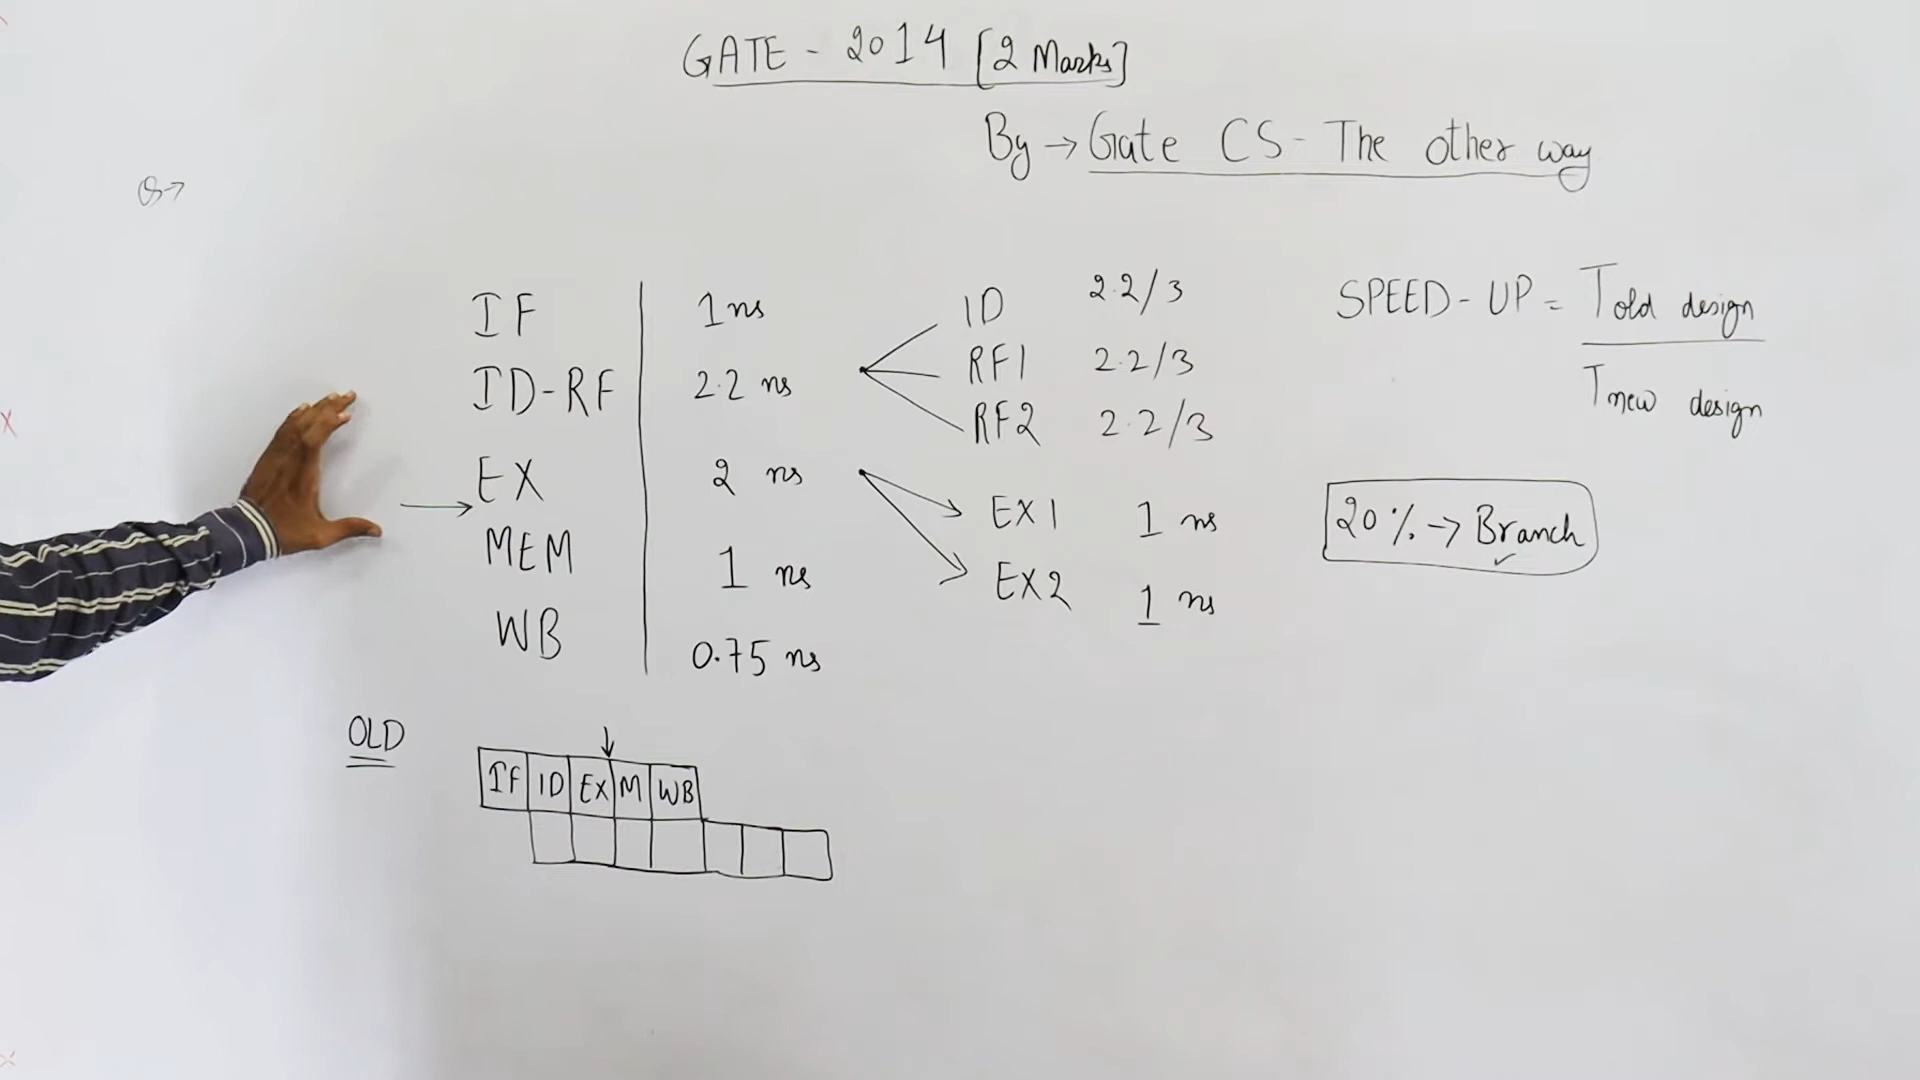 GATE - 2014 [2 Marks]
By → Gate CS - The other way
Q→
IF 1 ns
ID-RF 2.2 ns
EX 2 ns
MEM 1 ns
WB 0.75 ns
ID 2.2/3
RF1 2.2/3
RF2 2.2/3
EX1 1 ns
EX2 1 ns
SPEED-UP = T old design
T new design
20% → Branch
OLD
IF ID EX M WB